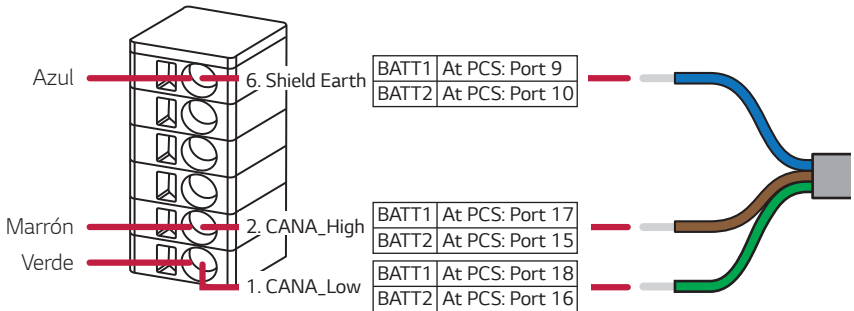 Azul
6. Shield Earth
BATT1 At PCS: Port 9
BATT2 At PCS: Port 10
Marrón
2. CANA_High
BATT1 At PCS: Port 17
BATT2 At PCS: Port 15
Verde
1. CANA_Low
BATT1 At PCS: Port 18
BATT2 At PCS: Port 16